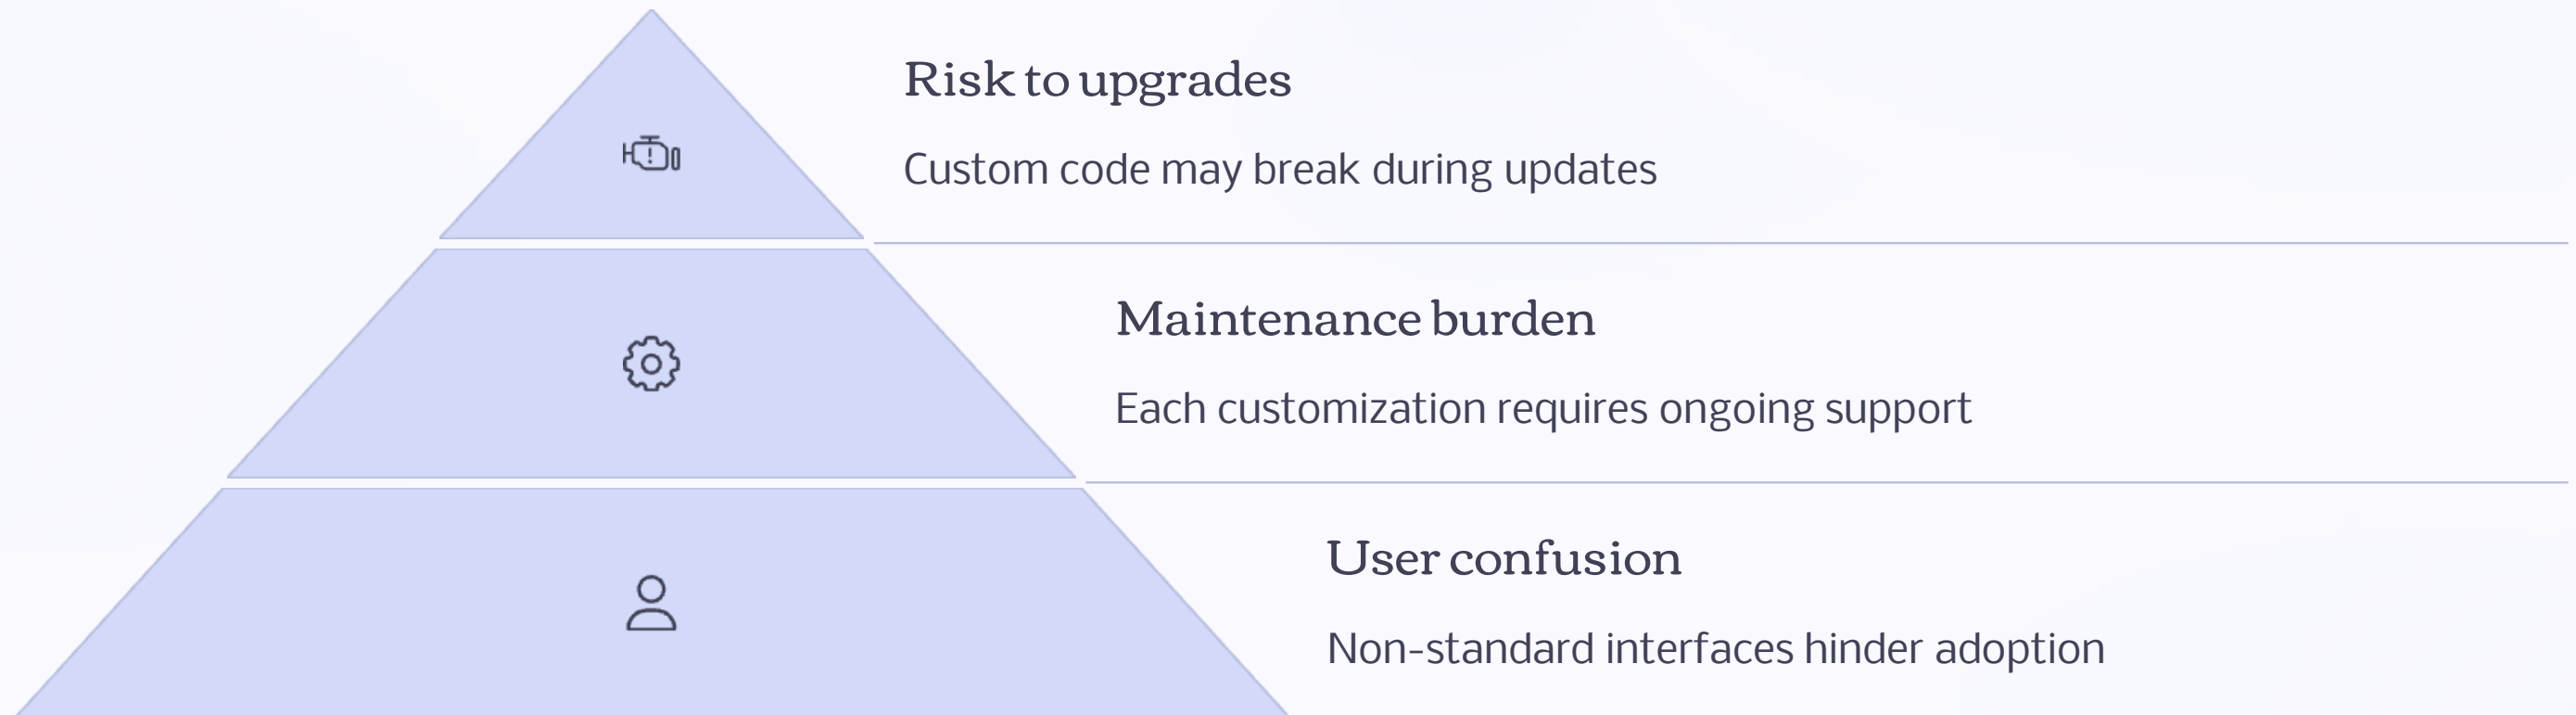 Risk to upgrades
Custom code may break during updates
Maintenance burden
Each customization requires ongoing support
User confusion
Non-standard interfaces hinder adoption